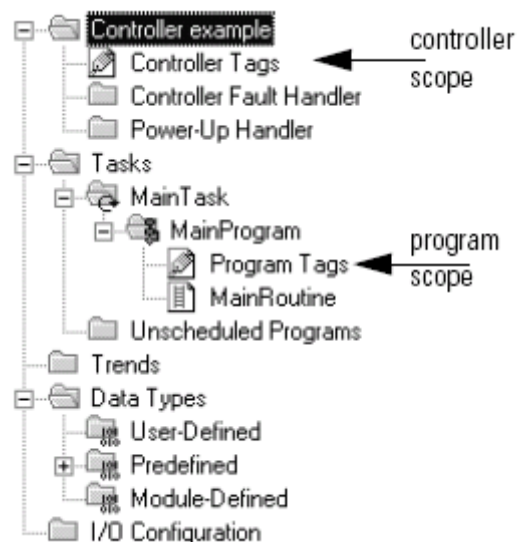 Controller example
Controller Tags
controller
scope
Controller Fault Handler
Power-Up Handler
Tasks
MainTask
MainProgram
Program Tags
program
scope
MainRoutine
Unscheduled Programs
Trends
Data Types
User-Defined
Predefined
Module-Defined
I/O Configuration